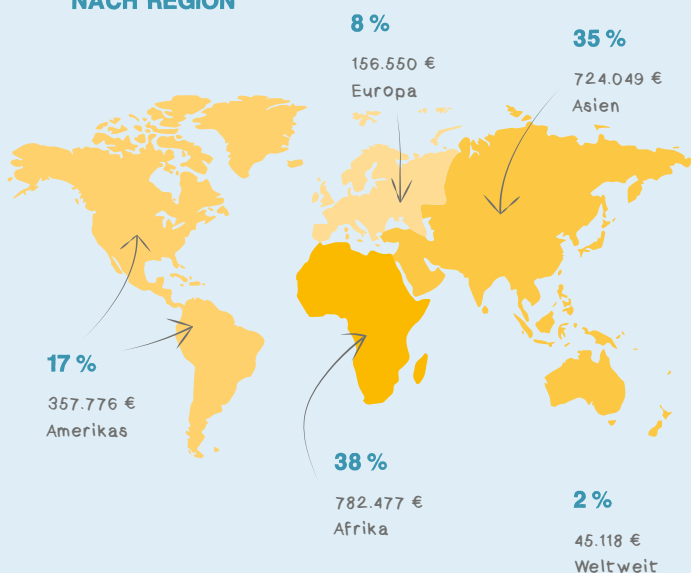 NACH REGION
8 %
156.550 €
Europa
35 %
724.049 €
Asien
17 %
357.776 €
Amerikas
38 %
782.477 €
Afrika
2 %
45.118 €
Weltweit